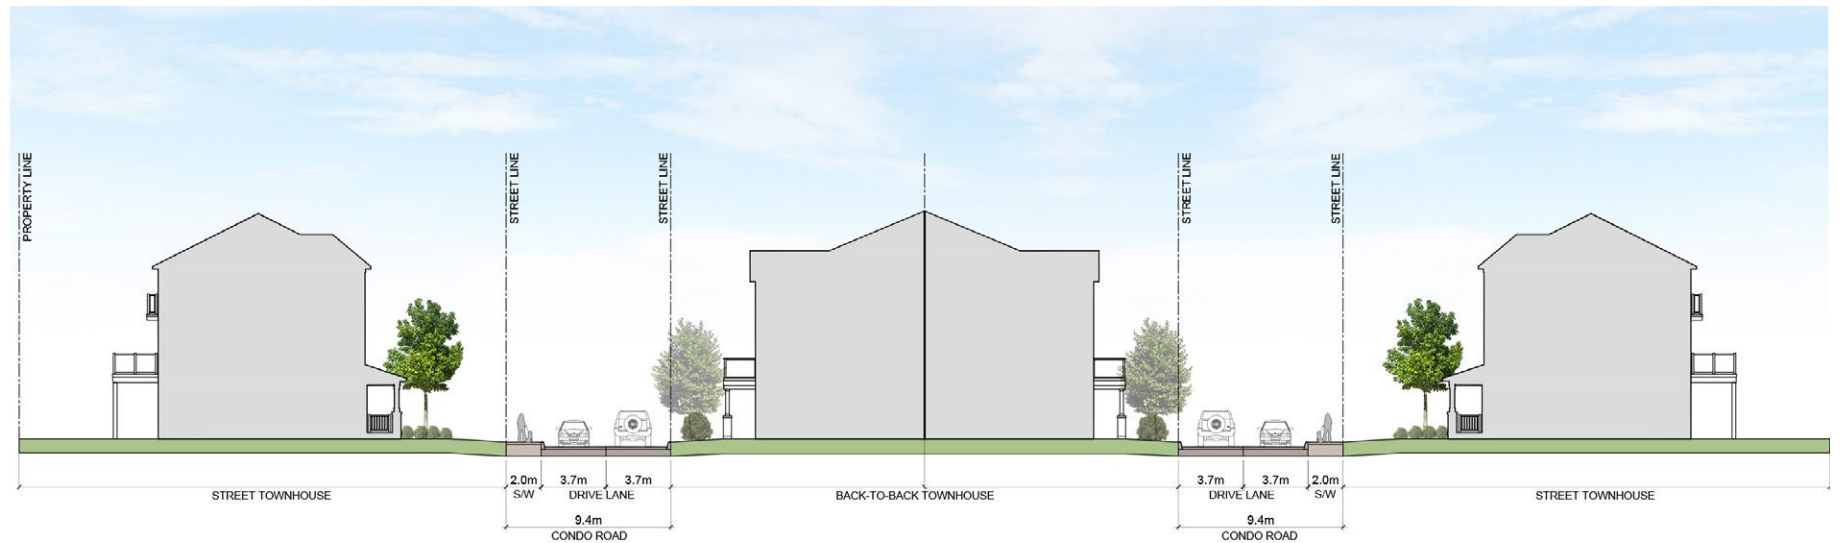 PROPERTY LINE
STREET LINE
STREET LINE
STREET LINE
STREET LINE
2.0m 3.7m 3.7m 3.7m 3.7m 2.0m
STREET TOWNHOUSE S/W DRIVE LANE BACK-TO-BACK TOWNHOUSE DRIVE LANE S/W STREET TOWNHOUSE
9.4m 9.4m
CONDO ROAD CONDO ROAD